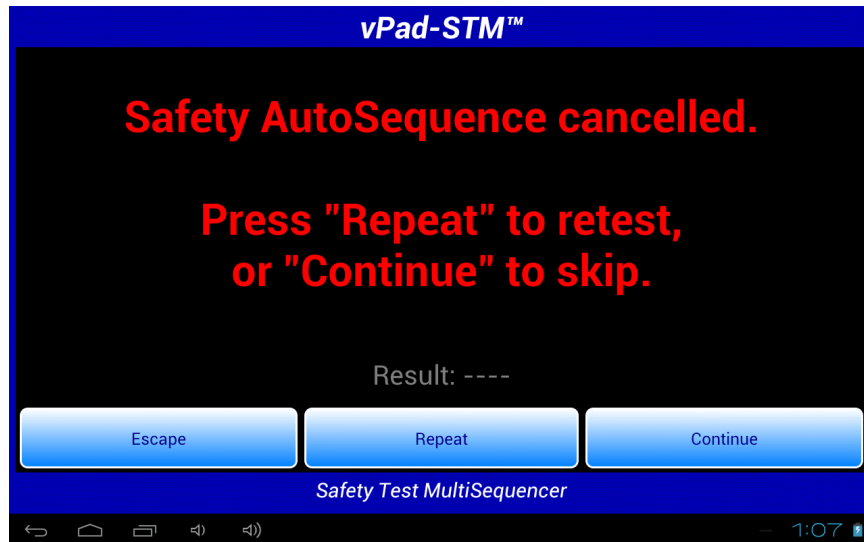 vPad-STM™
Safety AutoSequence cancelled.
Press "Repeat" to retest,
or "Continue" to skip.
Result: ----
Escape
Repeat
Continue
Safety Test MultiSequencer
1:07